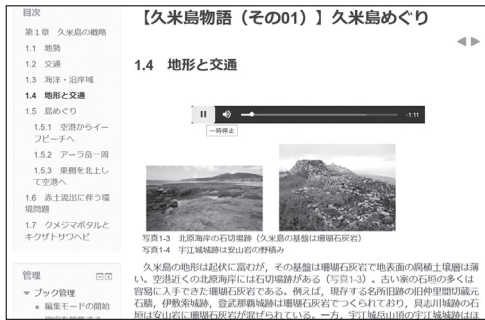 目次
第1章 久米島の概略
1.1 地勢
1.2 交通
1.3 海洋・沿岸域
1.4 地形と交通
1.5 島めぐり
1.5.1 空港からイー
フビーチへ
1.5.2 アーラ岳一周
1.5.3 東側を北上し
て空港へ
1.6 赤土流出に伴う環
境問題
1.7 クメジマボタルと
キクザトサワヘビ
管理
ブック管理
編集モードの開始
【久米島物語(その01)】久米島めぐり
1.4 地形と交通
-1:11
一時停止
写真1-3 北原海岸の石切場跡(久米島の基盤は珊瑚石灰岩)
写真1-4 宇江城城跡は安山岩の野積み
久米島の地形は起伏に富むが,その基盤は珊瑚石灰岩で地表面の腐植土壌層は薄
い。空港近くの北原海岸には石切場跡がある(写真1-3)。古い家の石垣の多くは
容易に入手できた珊瑚石灰岩である。例えば,現存する名所旧跡の旧仲里間切蔵元
石牆,伊敷索城跡,登武那覇城跡は珊瑚石灰岩でつくられており,具志川城跡の石
垣は安山岩に珊瑚石灰岩が混ぜられている。一方,宇江城岳山頂の宇江城城跡はほ